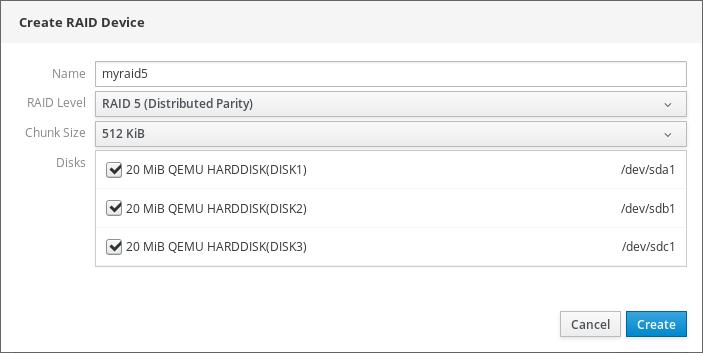 Create RAID Device
Name myraid5
RAID Level RAID 5 (Distributed Parity)
Chunk Size 512 KiB
Disks 20 MiB QEMU HARDDISK(DISK1) /dev/sda1
20 MiB QEMU HARDDISK(DISK2) /dev/sdb1
20 MiB QEMU HARDDISK(DISK3) /dev/sdc1
Cancel Create